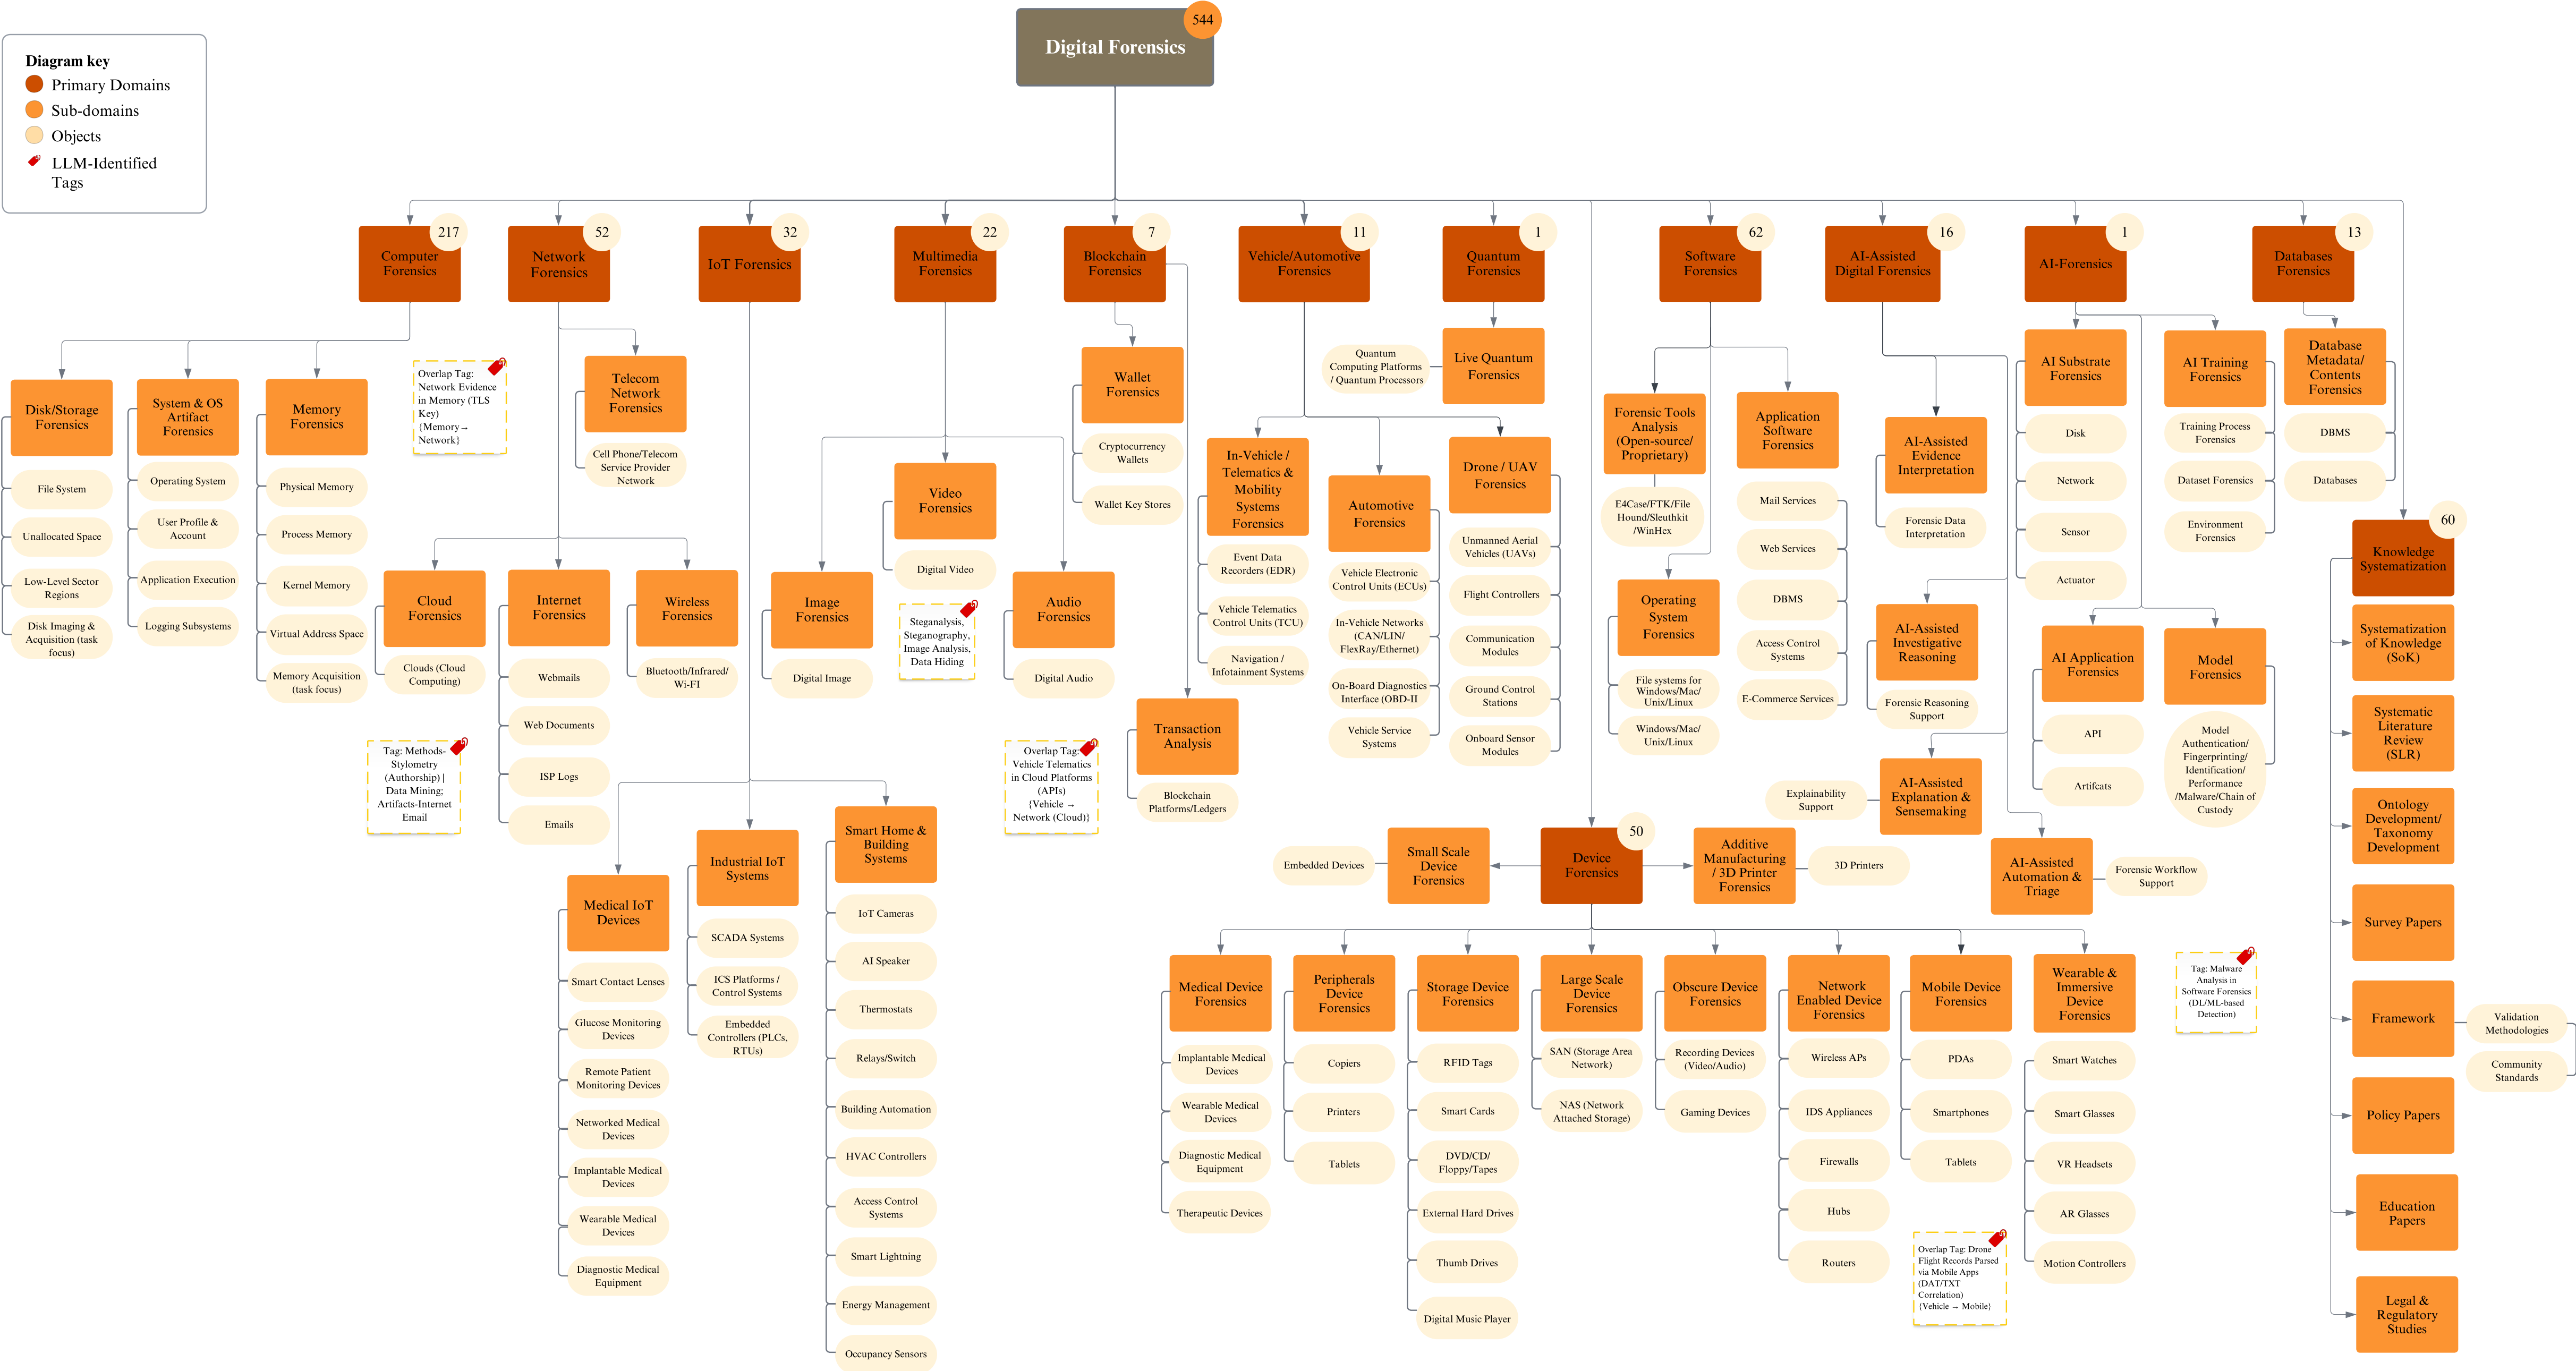 544
Digital Forensics
Diagram key
Primary Domains
Sub-domains
Objects
LLM-Identified
Tags
217
Computer
Forensics
52
Network
Forensics
32
IoT Forensics
22
Multimedia
Forensics
7
Blockchain
Forensics
11
Vehicle/Automotive
Forensics
1
Quantum
Forensics
62
Software
Forensics
16
AI-Assisted
Digital Forensics
1
AI-Forensics
13
Databases
Forensics
Disk/Storage
Forensics
File System
Unallocated Space
Low-Level Sector
Regions
Disk Imaging &
Acquisition (task
focus)
System & OS
Artifact
Forensics
Operating System
User Profile &
Account
Application Execution
Logging Subsystems
Memory
Forensics
Physical Memory
Process Memory
Kernel Memory
Virtual Address Space
Memory Acquisition
(task focus)
Overlap Tag:
Network Evidence
in Memory (TLS
Key)
{Memory→
Network}
Telecom
Network
Forensics
Cell Phone/Telecom
Service Provider
Network
Cloud
Forensics
Clouds (Cloud
Computing)
Internet
Forensics
Webmails
Web Documents
ISP Logs
Emails
Wireless
Forensics
Bluetooth/Infrared/
Wi-FI
Tag: Methods-
Stylometry
(Authorship) |
Data Mining;
Artifacts-Internet
Email
Medical IoT
Devices
Smart Contact Lenses
Glucose Monitoring
Devices
Remote Patient
Monitoring Devices
Networked Medical
Devices
Implantable Medical
Devices
Wearable Medical
Devices
Diagnostic Medical
Equipment
Industrial IoT
Systems
SCADA Systems
ICS Platforms /
Control Systems
Embedded
Controllers (PLCs,
RTUs)
Smart Home &
Building
Systems
IoT Cameras
AI Speaker
Thermostats
Relays/Switch
Building Automation
HVAC Controllers
Access Control
Systems
Smart Lightning
Energy Management
Occupancy Sensors
Image
Forensics
Digital Image
Video
Forensics
Digital Video
Steganalysis,
Steganography,
Image Analysis,
Data Hiding
Audio
Forensics
Digital Audio
Wallet
Forensics
Cryptocurrency
Wallets
Wallet Key Stores
Transaction
Analysis
Blockchain
Platforms/Ledgers
Overlap Tag:
Vehicle Telematics
in Cloud Platforms
(APIs)
{Vehicle →
Network (Cloud)}
In-Vehicle /
Telematics &
Mobility
Systems
Forensics
Event Data
Recorders (EDR)
Vehicle Telematics
Control Units (TCU)
Navigation /
Infotainment Systems
Automotive
Forensics
Vehicle Electronic
Control Units (ECUs)
In-Vehicle Networks
(CAN/LIN/
FlexRay/Ethernet)
On-Board Diagnostics
Interface (OBD-II
Vehicle Service
Systems
Drone / UAV
Forensics
Unmanned Aerial
Vehicles (UAVs)
Flight Controllers
Communication
Modules
Ground Control
Stations
Onboard Sensor
Modules
Quantum
Computing Platforms
/ Quantum Processors
Live Quantum
Forensics
Forensic Tools
Analysis
(Open-source/
Proprietary)
E4Case/FTK/File
Hound/Sleuthkit
/WinHex
Operating
System
Forensics
File systems for
Windows/Mac/
Unix/Linux
Windows/Mac/
Unix/Linux
Application
Software
Forensics
Mail Services
Web Services
DBMS
Access Control
Systems
E-Commerce Services
AI-Assisted
Evidence
Interpretation
Forensic Data
Interpretation
AI-Assisted
Investigative
Reasoning
Forensic Reasoning
Support
Explainability
Support
AI-Assisted
Explanation &
Sensemaking
AI-Assisted
Automation &
Triage
Forensic Workflow
Support
AI Substrate
Forensics
Disk
Network
Sensor
Actuator
AI Training
Forensics
Training Process
Forensics
Dataset Forensics
Environment
Forensics
AI Application
Forensics
API
Artifcats
Model
Forensics
Model
Authentication/
Fingerprinting/
Identification/
Performance
/Malware/Chain of
Custody
Database
Metadata/
Contents
Forensics
DBMS
Databases
60
Knowledge
Systematization
Systematization
of Knowledge
(SoK)
Systematic
Literature
Review
(SLR)
Ontology
Development/
Taxonomy
Development
Survey Papers
Framework
Validation
Methodologies
Community
Standards
Policy Papers
Education
Papers
Legal &
Regulatory
Studies
50
Device
Forensics
Embedded Devices
Small Scale
Device
Forensics
Additive
Manufacturing
/ 3D Printer
Forensics
3D Printers
Medical Device
Forensics
Implantable Medical
Devices
Wearable Medical
Devices
Diagnostic Medical
Equipment
Therapeutic Devices
Peripherals
Device
Forensics
Copiers
Printers
Tablets
Storage Device
Forensics
RFID Tags
Smart Cards
DVD/CD/
Floppy/Tapes
External Hard Drives
Thumb Drives
Digital Music Player
Large Scale
Device
Forensics
SAN (Storage Area
Network)
NAS (Network
Attached Storage)
Obscure Device
Forensics
Recording Devices
(Video/Audio)
Gaming Devices
Network
Enabled Device
Forensics
Wireless APs
IDS Appliances
Firewalls
Hubs
Routers
Mobile Device
Forensics
PDAs
Smartphones
Tablets
Overlap Tag: Drone
Flight Records Parsed
via Mobile Apps
(DAT/TXT
Correlation)
{Vehicle → Mobile}
Wearable &
Immersive
Device
Forensics
Smart Watches
Smart Glasses
VR Headsets
AR Glasses
Motion Controllers
Tag: Malware
Analysis in
Software Forensics
(DL/ML-based
Detection)